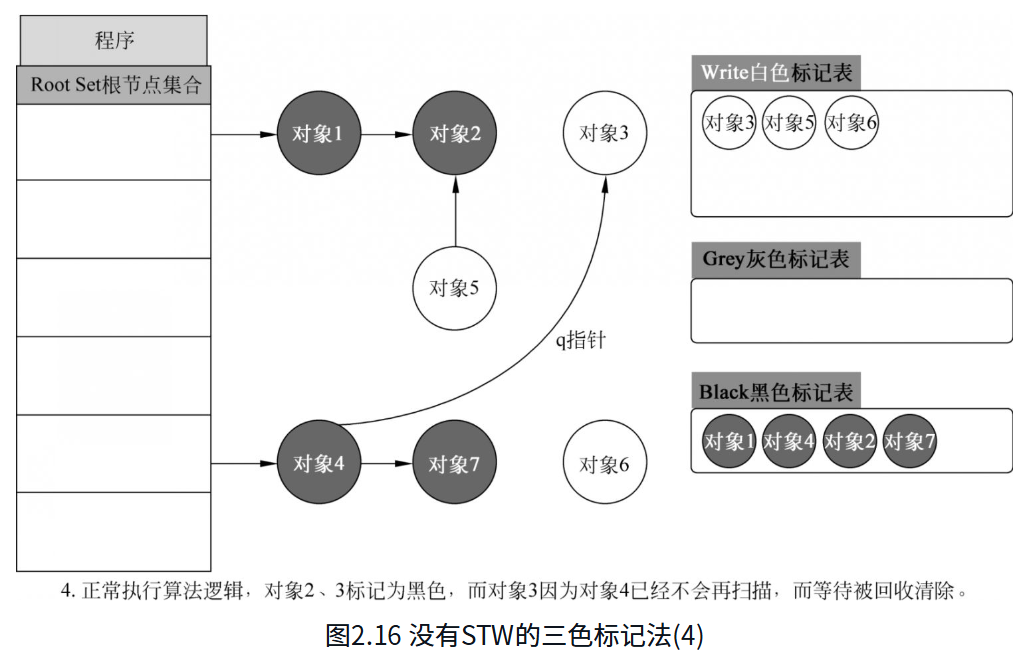 程序
Root Set根节点集合
对象1
对象2
对象3
对象5
q指针
对象4
对象7
对象6
Write白色标记表
对象3 对象5 对象6
Grey灰色标记表
Black黑色标记表
对象1 对象4 对象2 对象7
4. 正常执行算法逻辑，对象2、3标记为黑色，而对象3因为对象4已经不会再扫描，而等待被回收清除。
图2.16 没有STW的三色标记法(4)